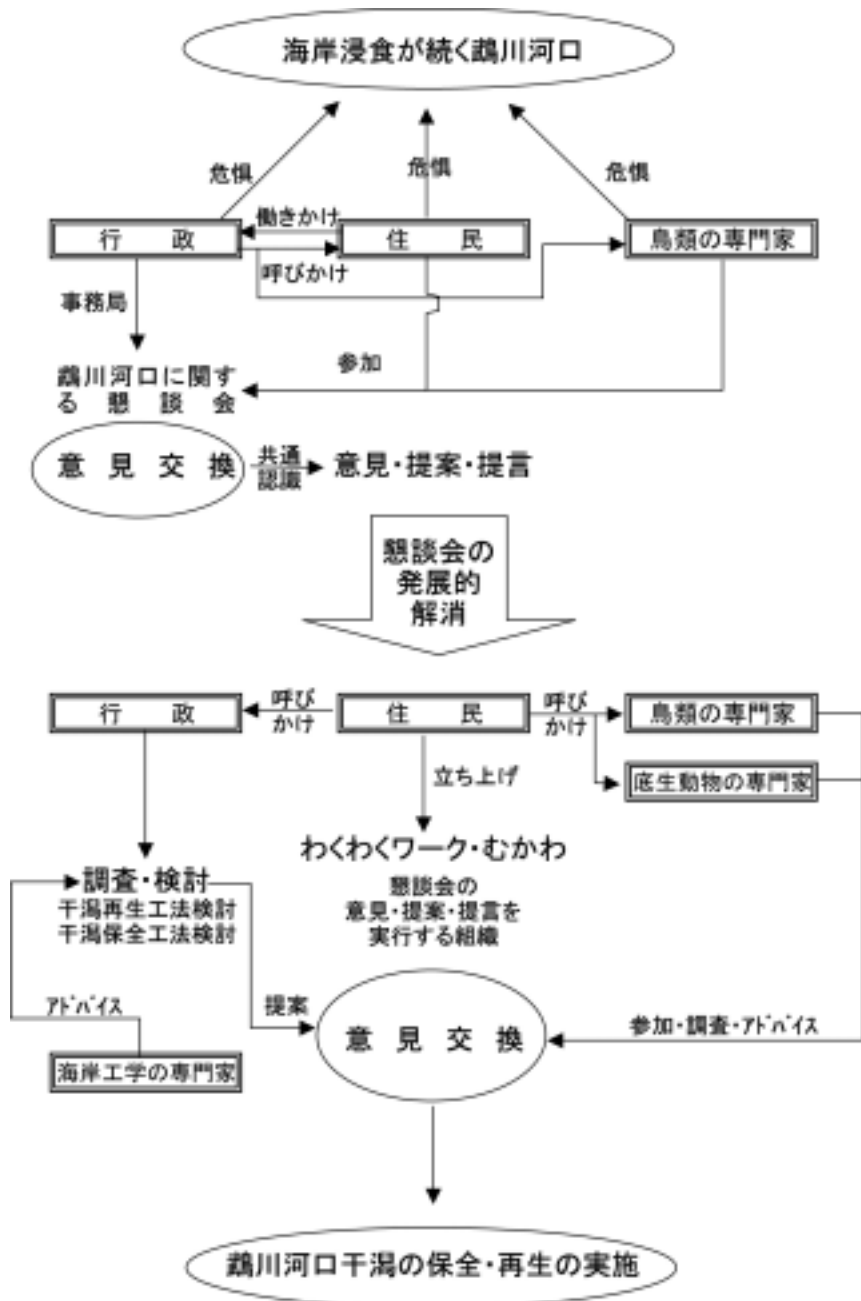 海岸浸食が続く鵡川河口
危惧
危惧
危惧
行 政
働きかけ
呼びかけ
住 民
鳥類の専門家
事務局
参加
鵡川河口に関す
る懇談会
意見交換
共通
認識
意見・提案・提言
懇談会の
発展的
解消
行 政
呼び
かけ
住 民
呼び
かけ
鳥類の専門家
底生動物の専門家
立ち上げ
わくわくワーク・むかわ
懇談会の
意見・提案・提言を
実行する組織
調査・検討
干潟再生工法検討
干潟保全工法検討
アドバイス
海岸工学の専門家
提案
意見交換
参加・調査・アドバイス
鵡川河口干潟の保全・再生の実施